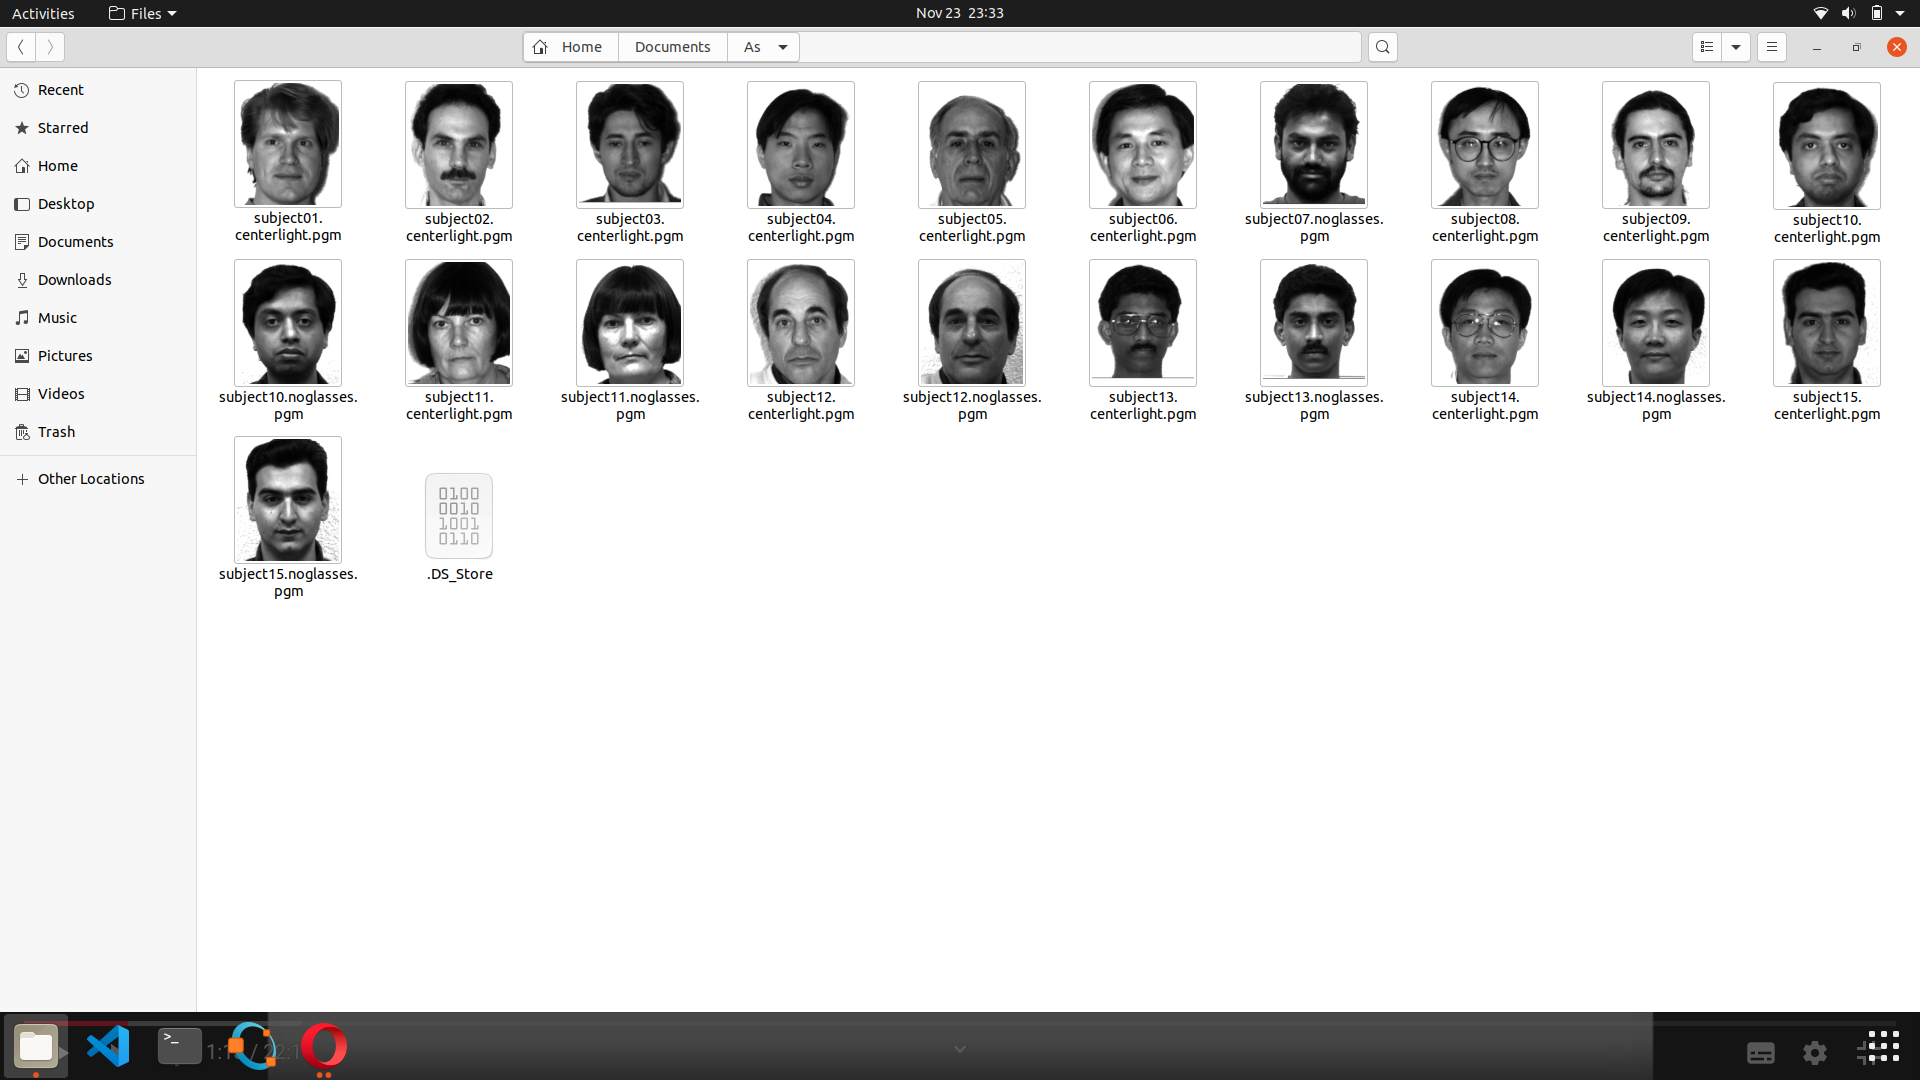 Activities
Files
Nov 23 23:33
Home
Documents
As
Recent
Starred
Home
Desktop
Documents
Downloads
Music
Pictures
Videos
Trash
Other Locations
subject01.
centerlight.pgm
subject02.
centerlight.pgm
subject03.
centerlight.pgm
subject04.
centerlight.pgm
subject05.
centerlight.pgm
subject06.
centerlight.pgm
subject07.noglasses.
pgm
subject08.
centerlight.pgm
subject09.
centerlight.pgm
subject10.
centerlight.pgm
subject10.noglasses.
pgm
subject11.
centerlight.pgm
subject11.noglasses.
pgm
subject12.
centerlight.pgm
subject12.noglasses.
pgm
subject13.
centerlight.pgm
subject13.noglasses.
pgm
subject14.
centerlight.pgm
subject14.noglasses.
pgm
subject15.
centerlight.pgm
subject15.noglasses.
pgm
0100
0010
1001
0110
.DS_Store
>_